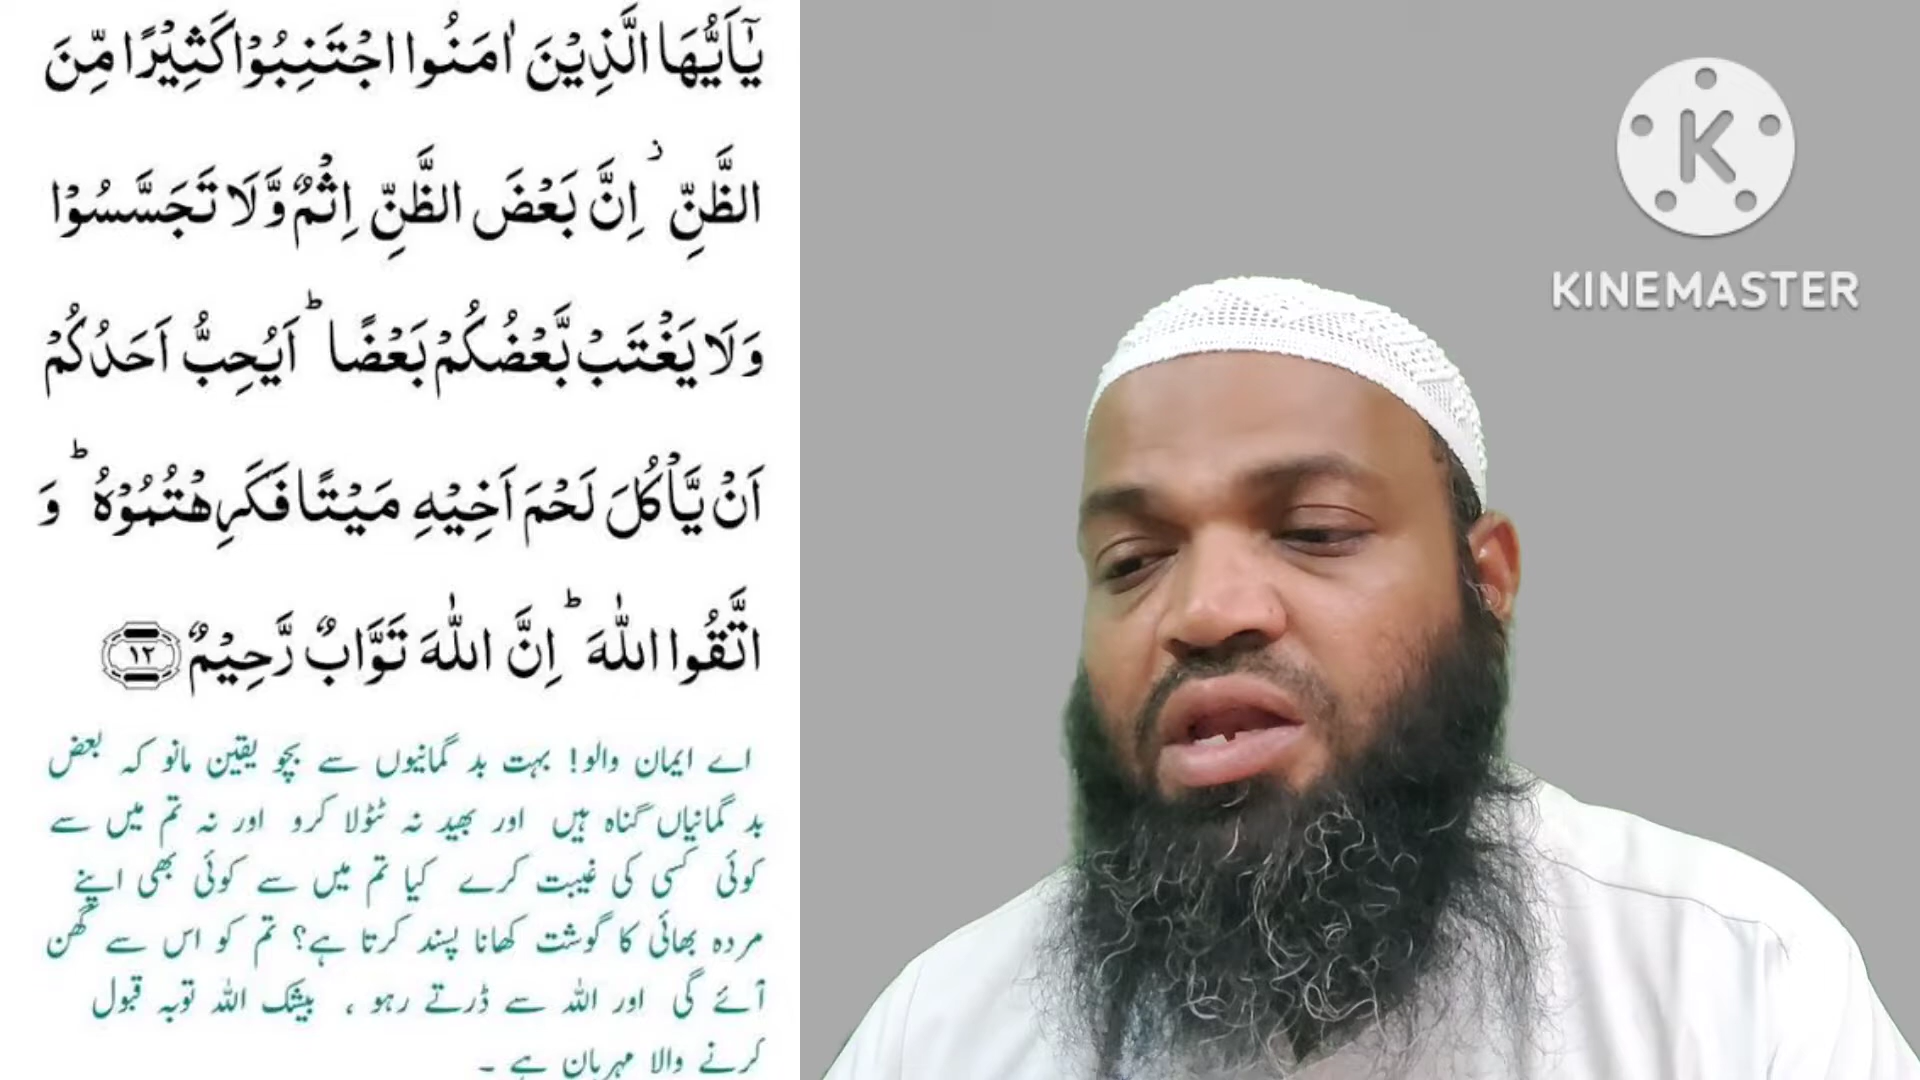 يٰٓاَيُّهَا الَّذِيْنَ اٰمَنُوا اجْتَنِبُوْا كَثِيْرًا مِّنَ
الظَّنِّ ۫ اِنَّ بَعْضَ الظَّنِّ اِثْمٌ وَّلَا تَجَسَّسُوْا
وَلَا يَغْتَبْ بَّعْضُكُمْ بَعْضًا ؕ اَيُحِبُّ اَحَدُكُمْ
اَنْ يَّاْكُلَ لَحْمَ اَخِيْهِ مَيْتًا فَكَرِهْتُمُوْهُ ؕ وَ
اتَّقُوا اللّٰهَ ؕ اِنَّ اللّٰهَ تَوَّابٌ رَّحِيْمٌ ١٢
اے ایمان والو! بہت بد گمانیوں سے بچو یقین مانو کہ بعض
بد گمانیاں گناہ ہیں اور بھید نہ ٹٹولا کرو اور نہ تم میں سے
کوئی کسی کی غیبت کرے کیا تم میں سے کوئی بھی اپنے
مردہ بھائی کا گوشت کھانا پسند کرتا ہے؟ تم کو اس سے گھن
آئے گی اور اللہ سے ڈرتے رہو ، بیشک اللہ توبہ قبول
کرنے والا مہربان ہے ۔
K
KINEMASTER